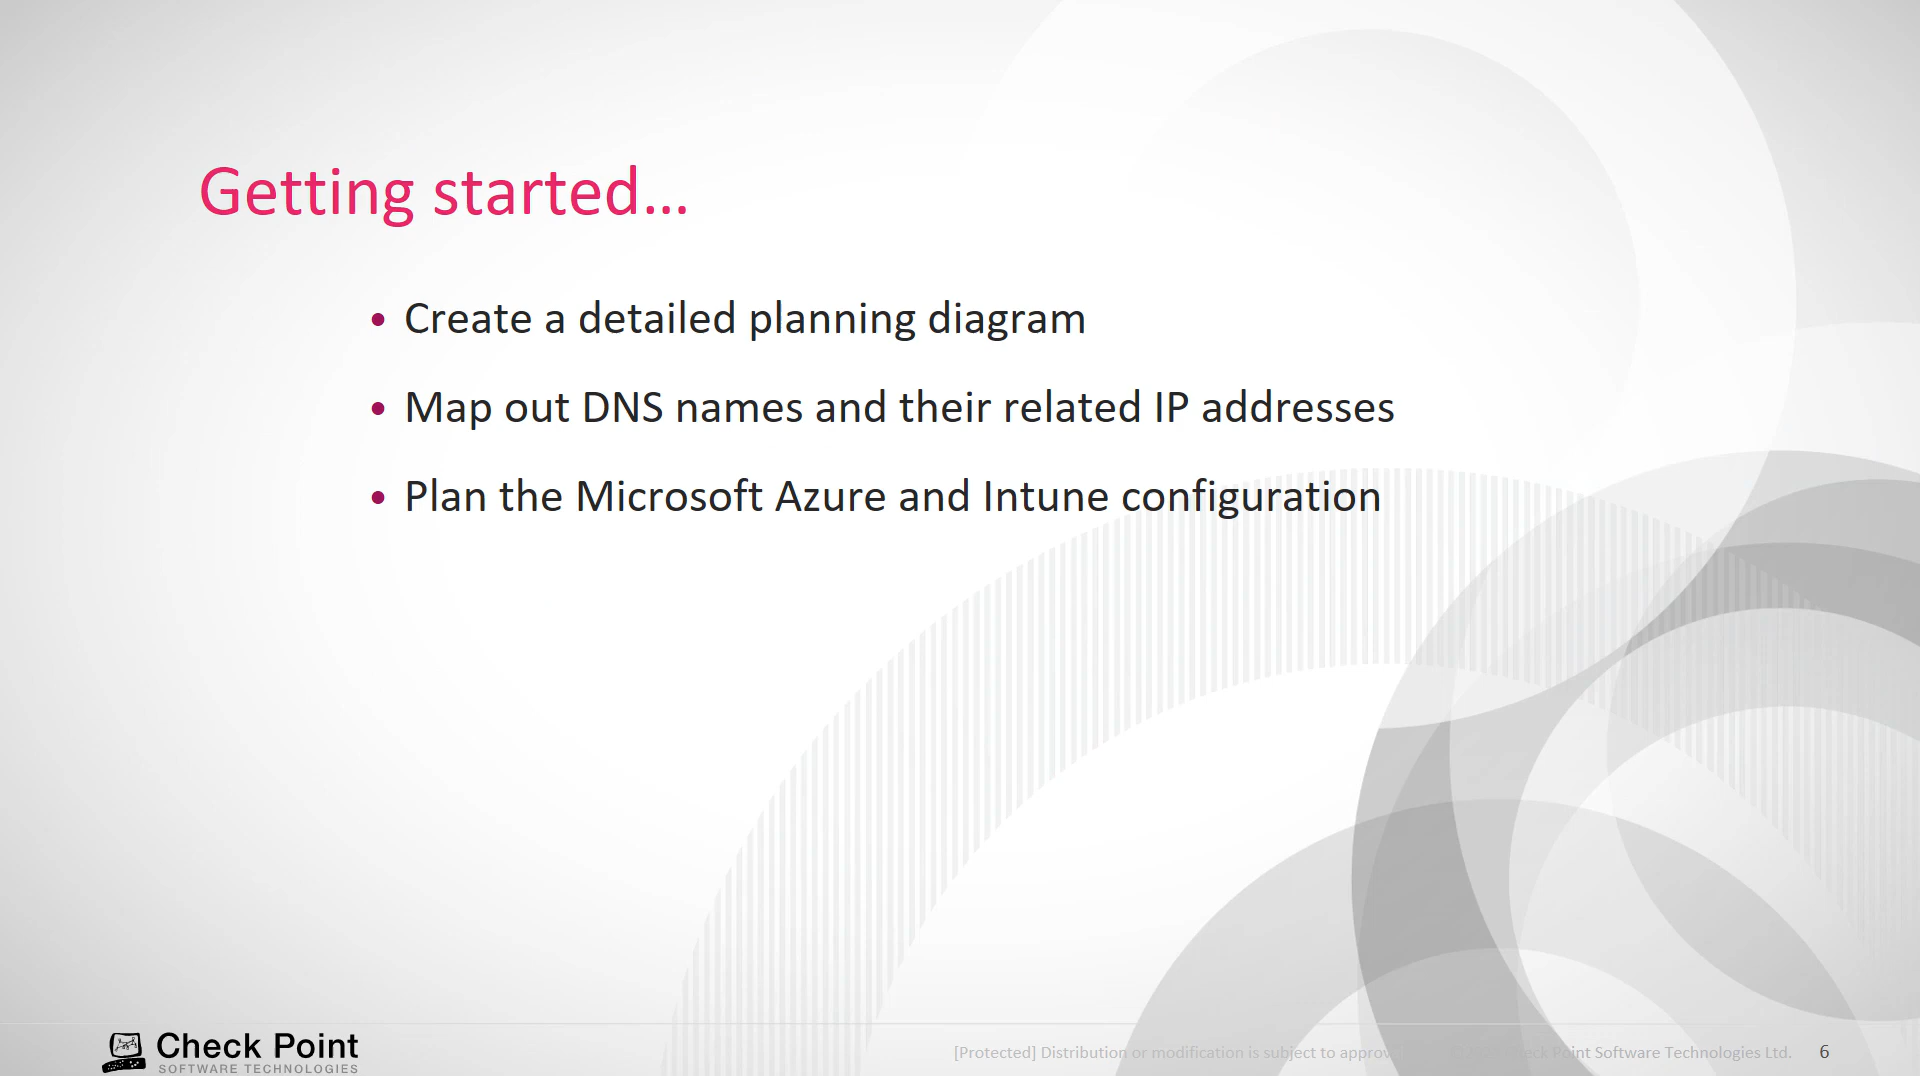 Getting started...
• Create a detailed planning diagram
• Map out DNS names and their related IP addresses
• Plan the Microsoft Azure and Intune configuration
Check Point
SOFTWARE TECHNOLOGIES
[Protected] Distribution or modification is subject to Point Software Technologies Ltd.
6